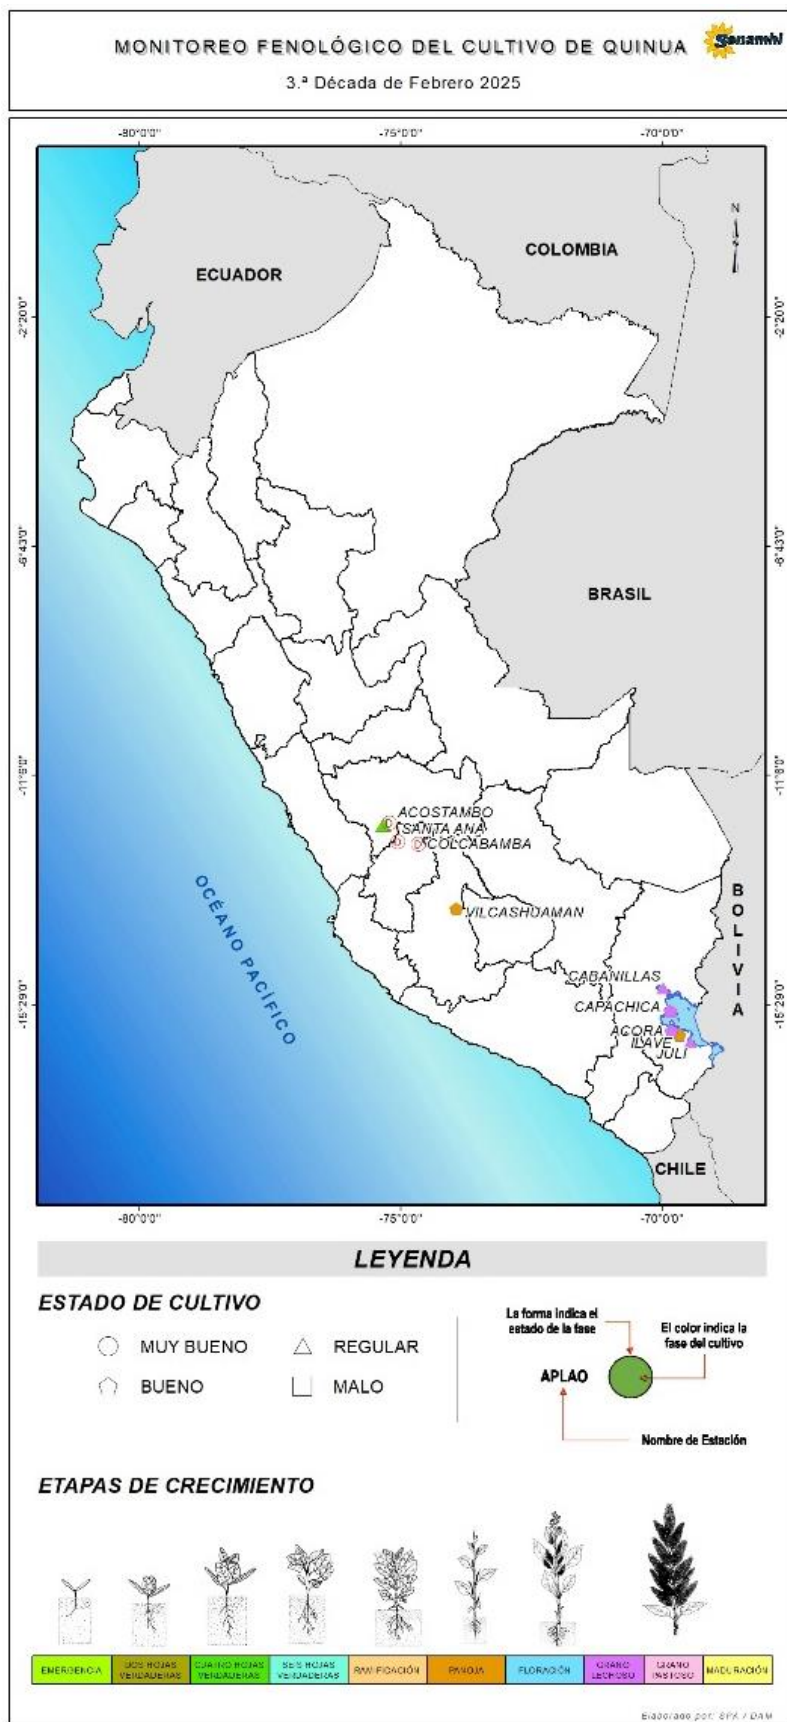 MONITOREO FENOLÓGICO DEL CULTIVO DE QUINUA
Senamhi
3.ª Década de Febrero 2025
-80°0'0"
-75°0'0"
-70°0'0"
N
COLOMBIA
ECUADOR
-2°20'0"
-2°20'0"
-6°43'0"
-6°43'0"
BRASIL
-11°6'0"
-11°6'0"
ACOSTAMBO
D
SANTA ANA
D
D
COLCABAMBA
BOLIVIA
OCÉANO PACÍFICO
VILCASHUAMAN
CABANILLAS
-15°29'0"
-15°29'0"
CAPACHICA
ACORA
ILAVE
JULI
CHILE
-80°0'0"
-75°0'0"
-70°0'0"
LEYENDA
ESTADO DE CULTIVO
MUY BUENO
REGULAR
BUENO
MALO
La forma indica el
estado de la fase
El color indica la
fase del cultivo
APLAO
Nombre de Estación
ETAPAS DE CRECIMIENTO
EMERGENCIA
DOS HOJAS
VERDADERAS
CUATRO HOJAS
VERDADERAS
SEIS HOJAS
VERDADERAS
RAMIFICACIÓN
PANOJA
FLORACIÓN
GRANO
LECHOSO
GRANO
PASTOSO
MADURACIÓN
Elaborado por: SPA / DAM